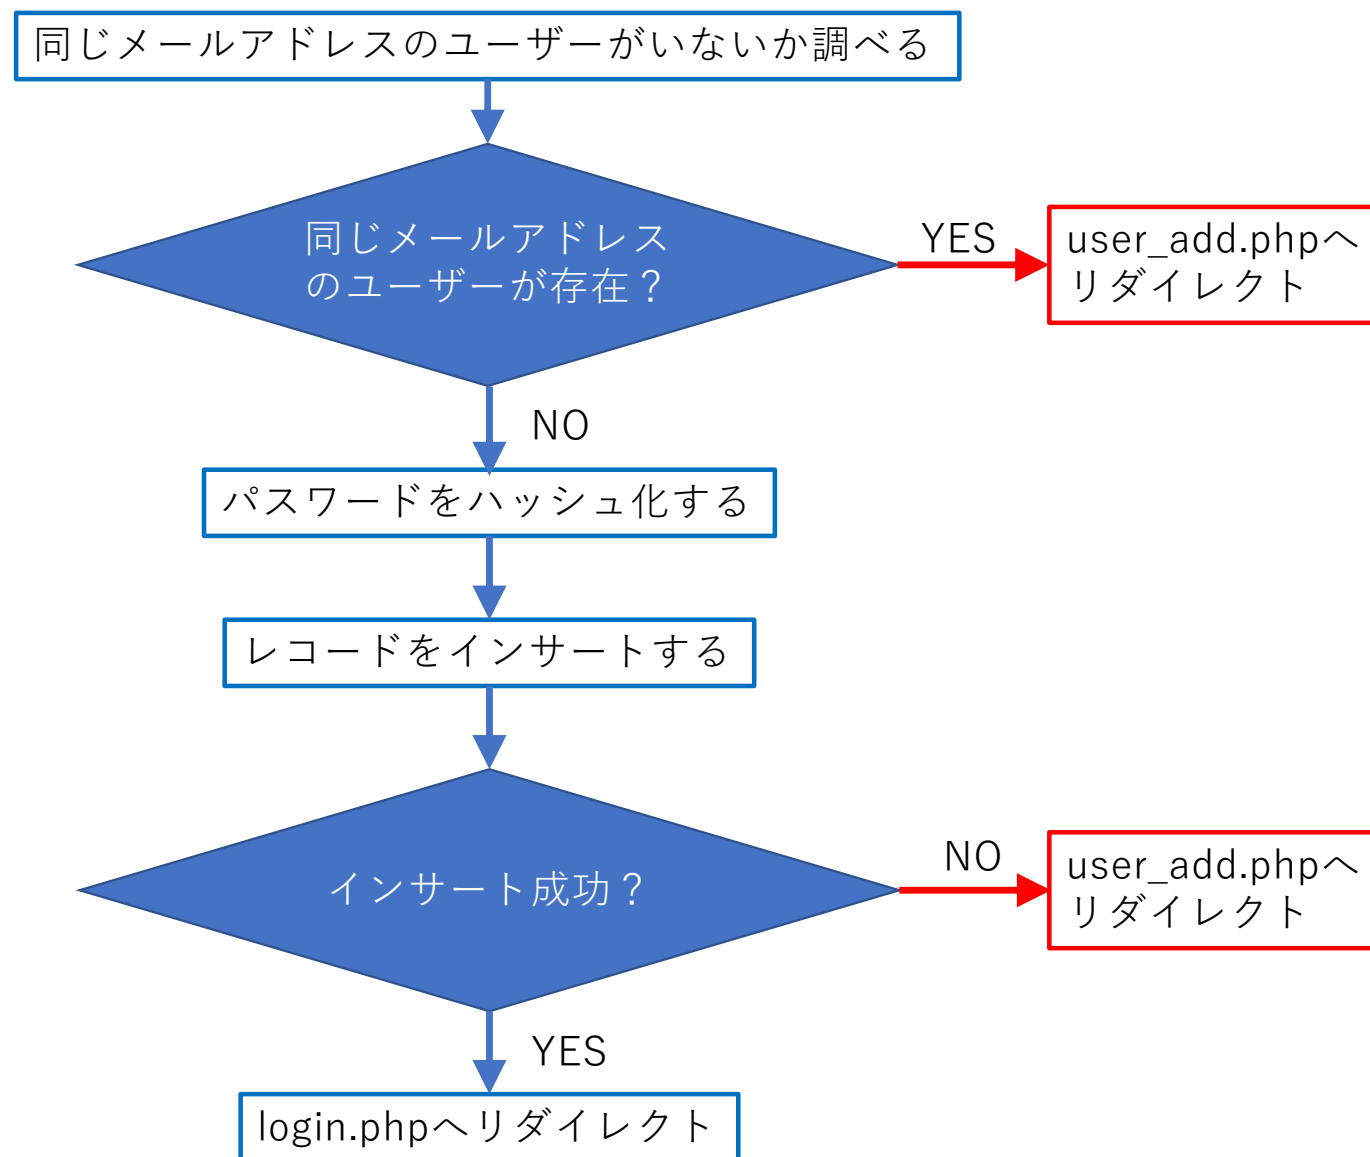 同じメールアドレスのユーザーがいないか調べる
同じメールアドレス
のユーザーが存在？
YES
user_add.phpへ
リダイレクト
NO
パスワードをハッシュ化する
レコードをインサートする
インサート成功？
NO
user_add.phpへ
リダイレクト
YES
login.phpへリダイレクト